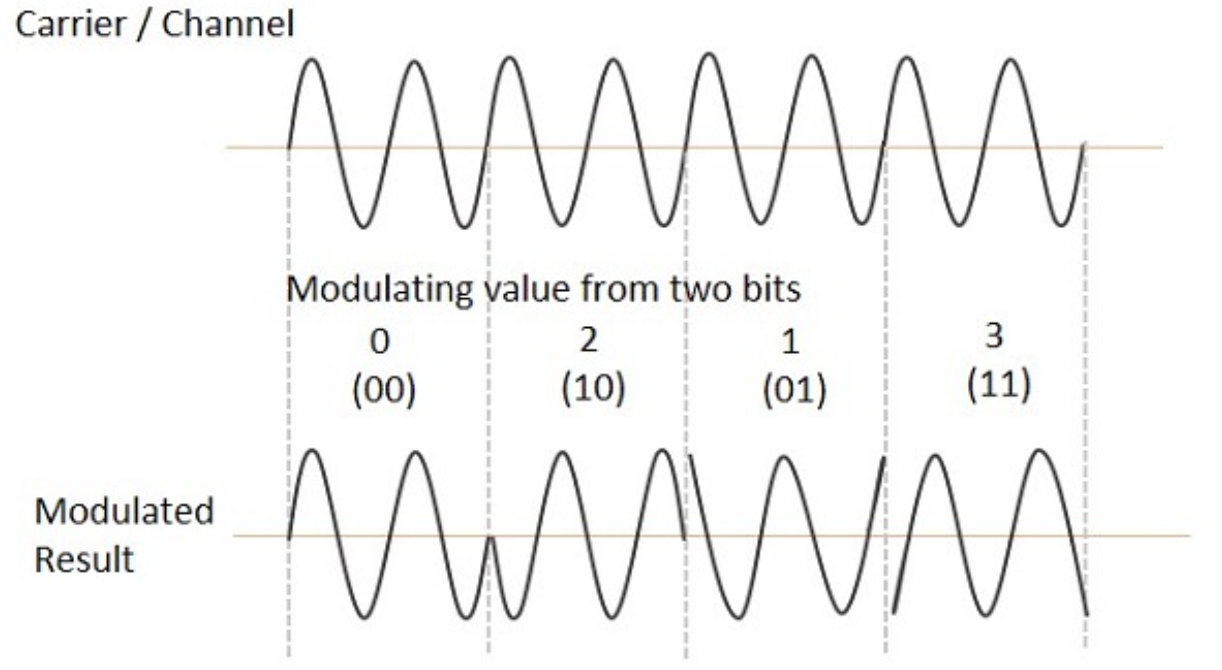 Carrier / Channel
Modulating value from two bits
0 2 1 3
(00) (10) (01) (11)
Modulated
Result